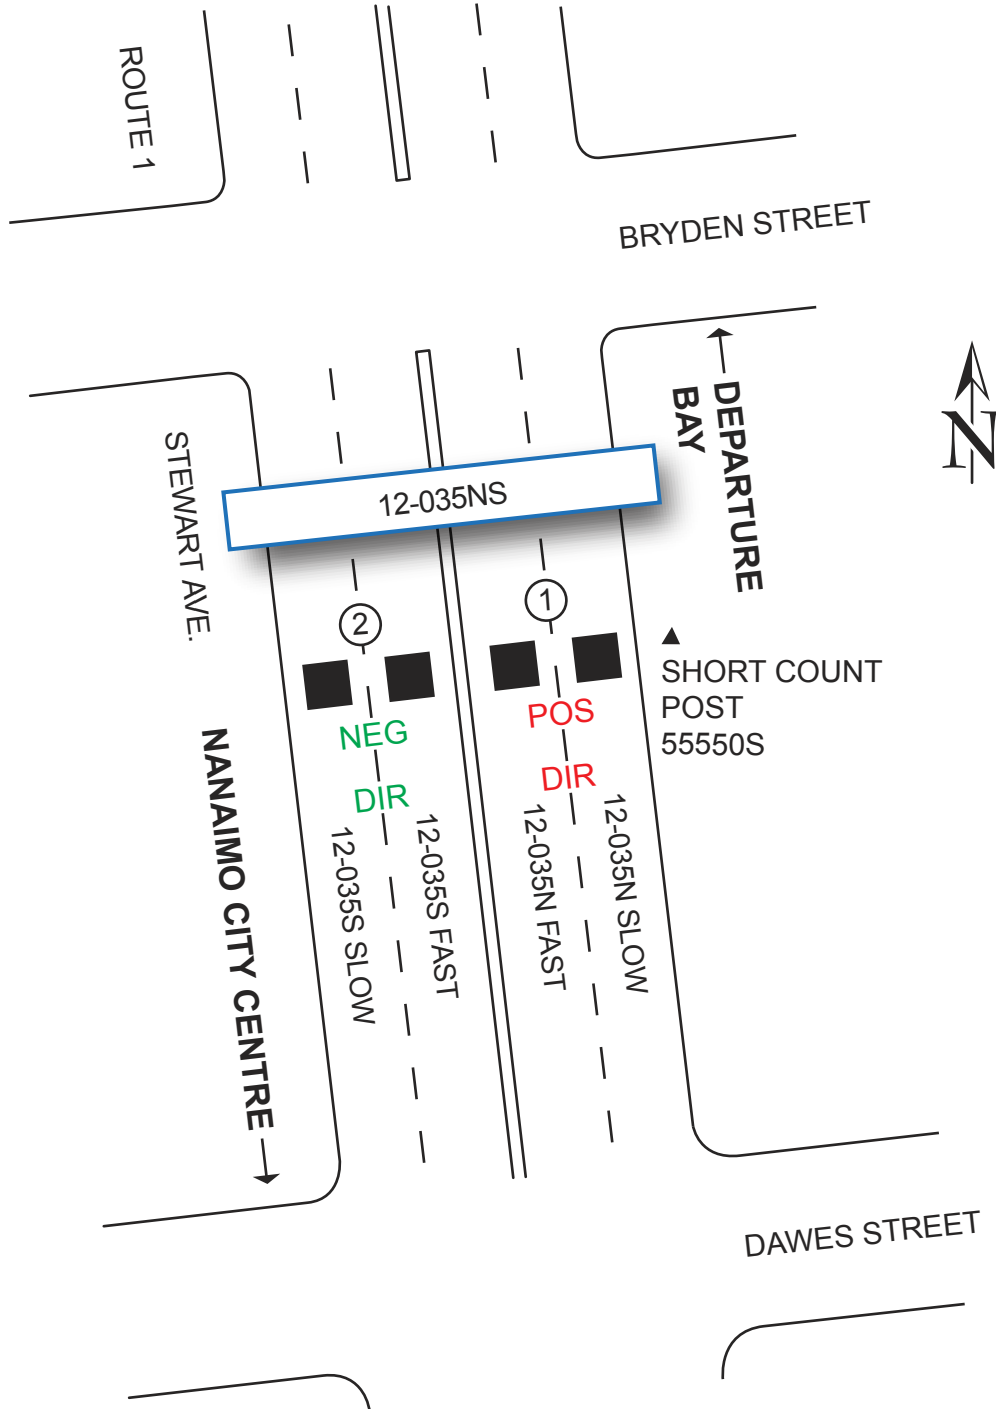 ROUTE 1
BRYDEN STREET
DEPARTURE
BAY
N
STEWART AVE.
12-035NS
2
1
SHORT COUNT
POST
55550S
NEG
DIR
POS
DIR
NANAIMO CITY CENTRE
12-035S SLOW
12-035S FAST
12-035N FAST
12-035N SLOW
DAWES STREET